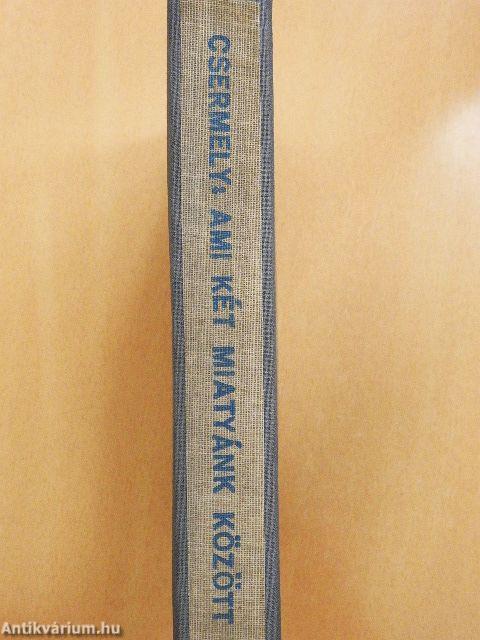 CSERMELY: AMI KÉT MIATYÁNK KÖZÖTT
Antikvárium.hu